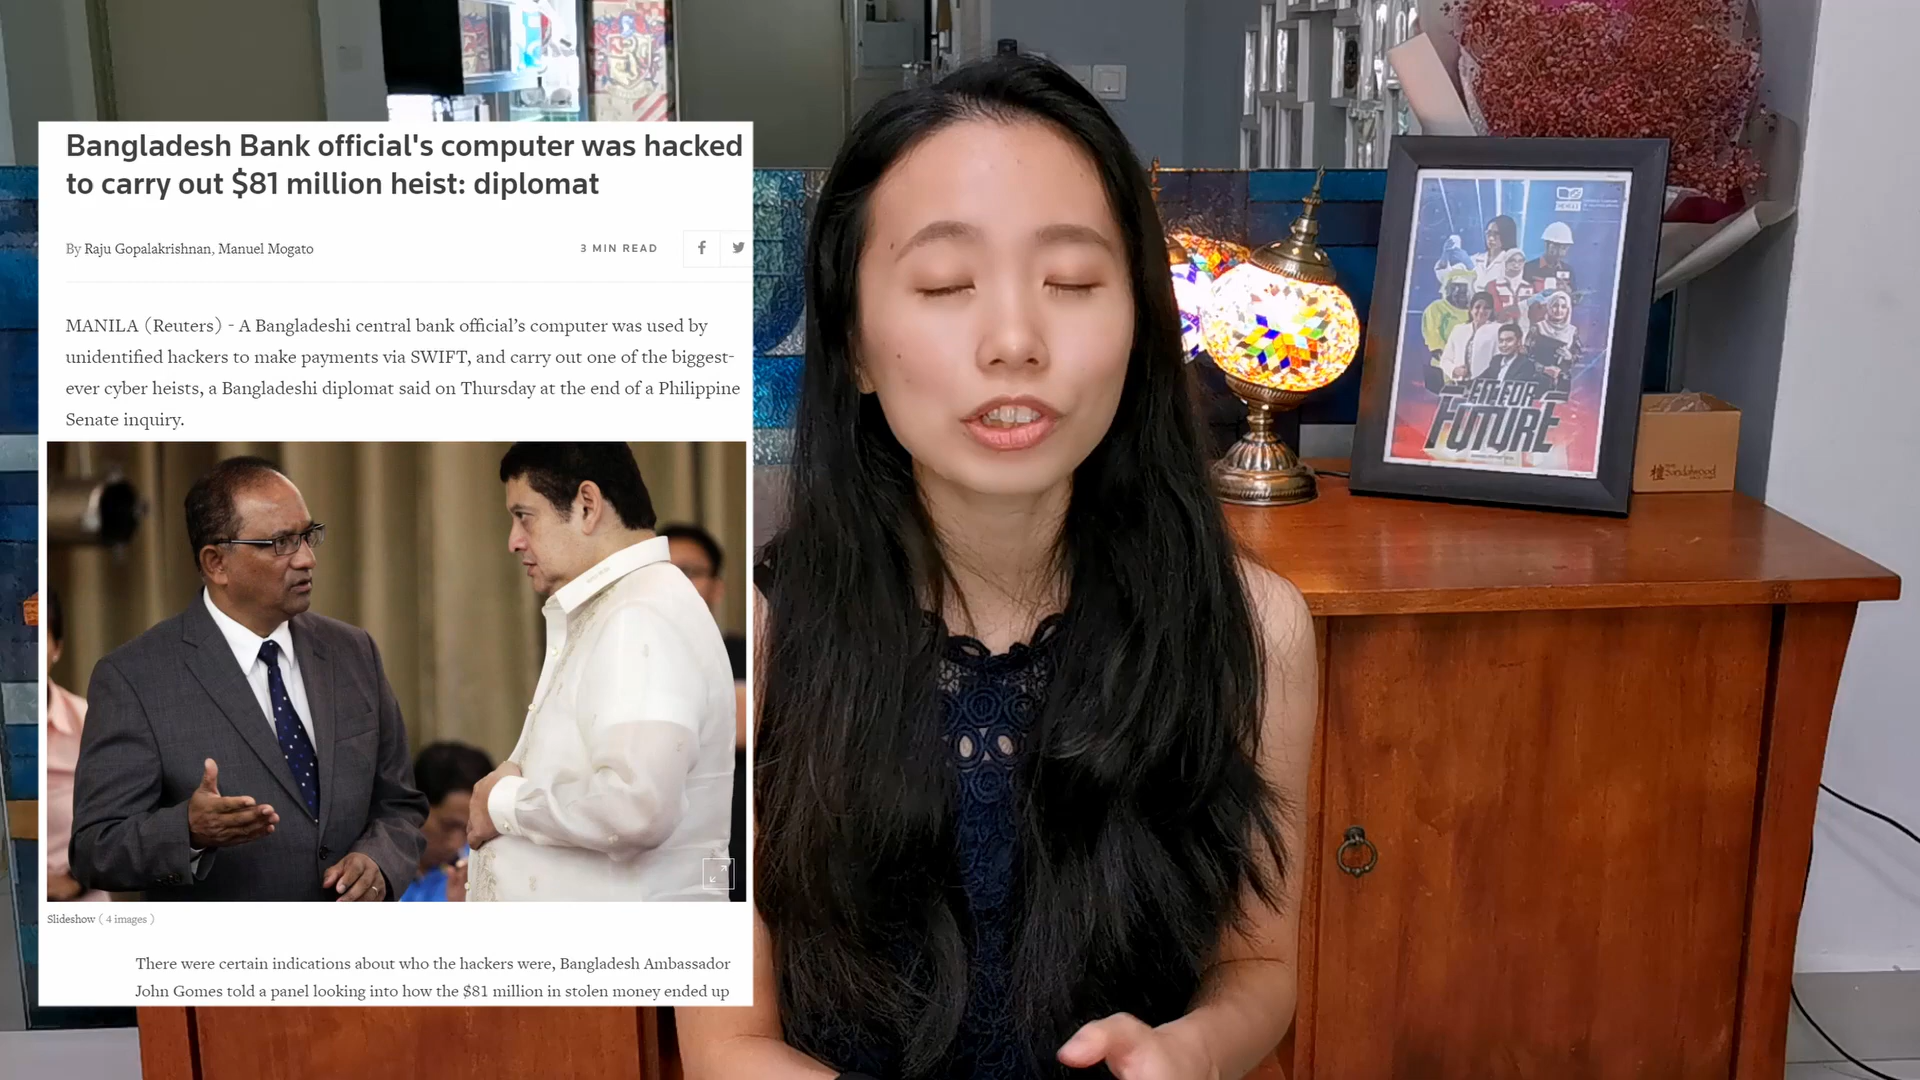 Bangladesh Bank official's computer was hacked
to carry out $81 million heist: diplomat
By Raju Gopalakrishnan, Manuel Mogato
3 MIN READ
MANILA (Reuters) - A Bangladeshi central bank official’s computer was used by
unidentified hackers to make payments via SWIFT, and carry out one of the biggest-
ever cyber heists, a Bangladeshi diplomat said on Thursday at the end of a Philippine
Senate inquiry.
Slideshow ( 4 images )
There were certain indications about who the hackers were, Bangladesh Ambassador
John Gomes told a panel looking into how the $81 million in stolen money ended up
FIT FOR
FUTURE
檀 Sandalwood